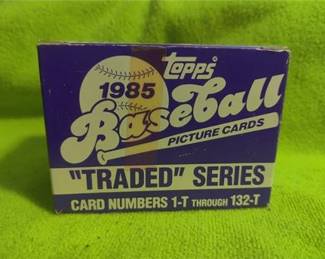 Topps
1985
Baseball
PICTURE CARDS
"TRADED" SERIES
CARD NUMBERS 1-T THROUGH 132-T